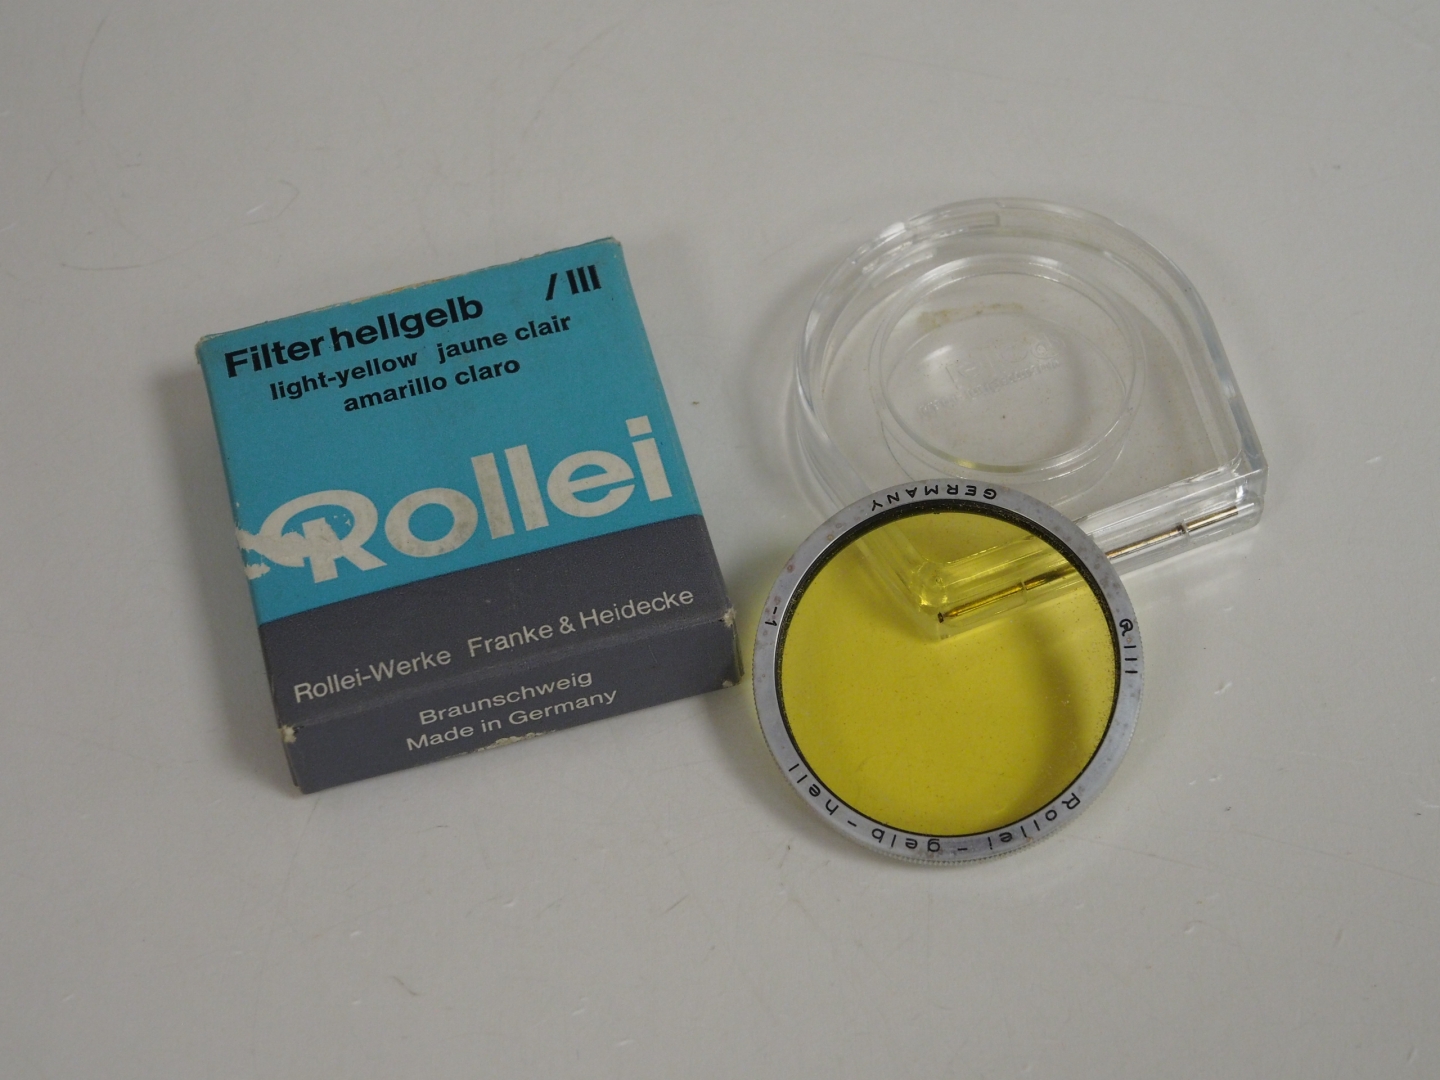 Filter hellgelb /III
light-yellow jaune clair
amarillo claro
Rollei
Rollei-Werke Franke & Heidecke
Braunschweig
Made in Germany
GERMANY
R III
Rollei-gelb-hell
-1